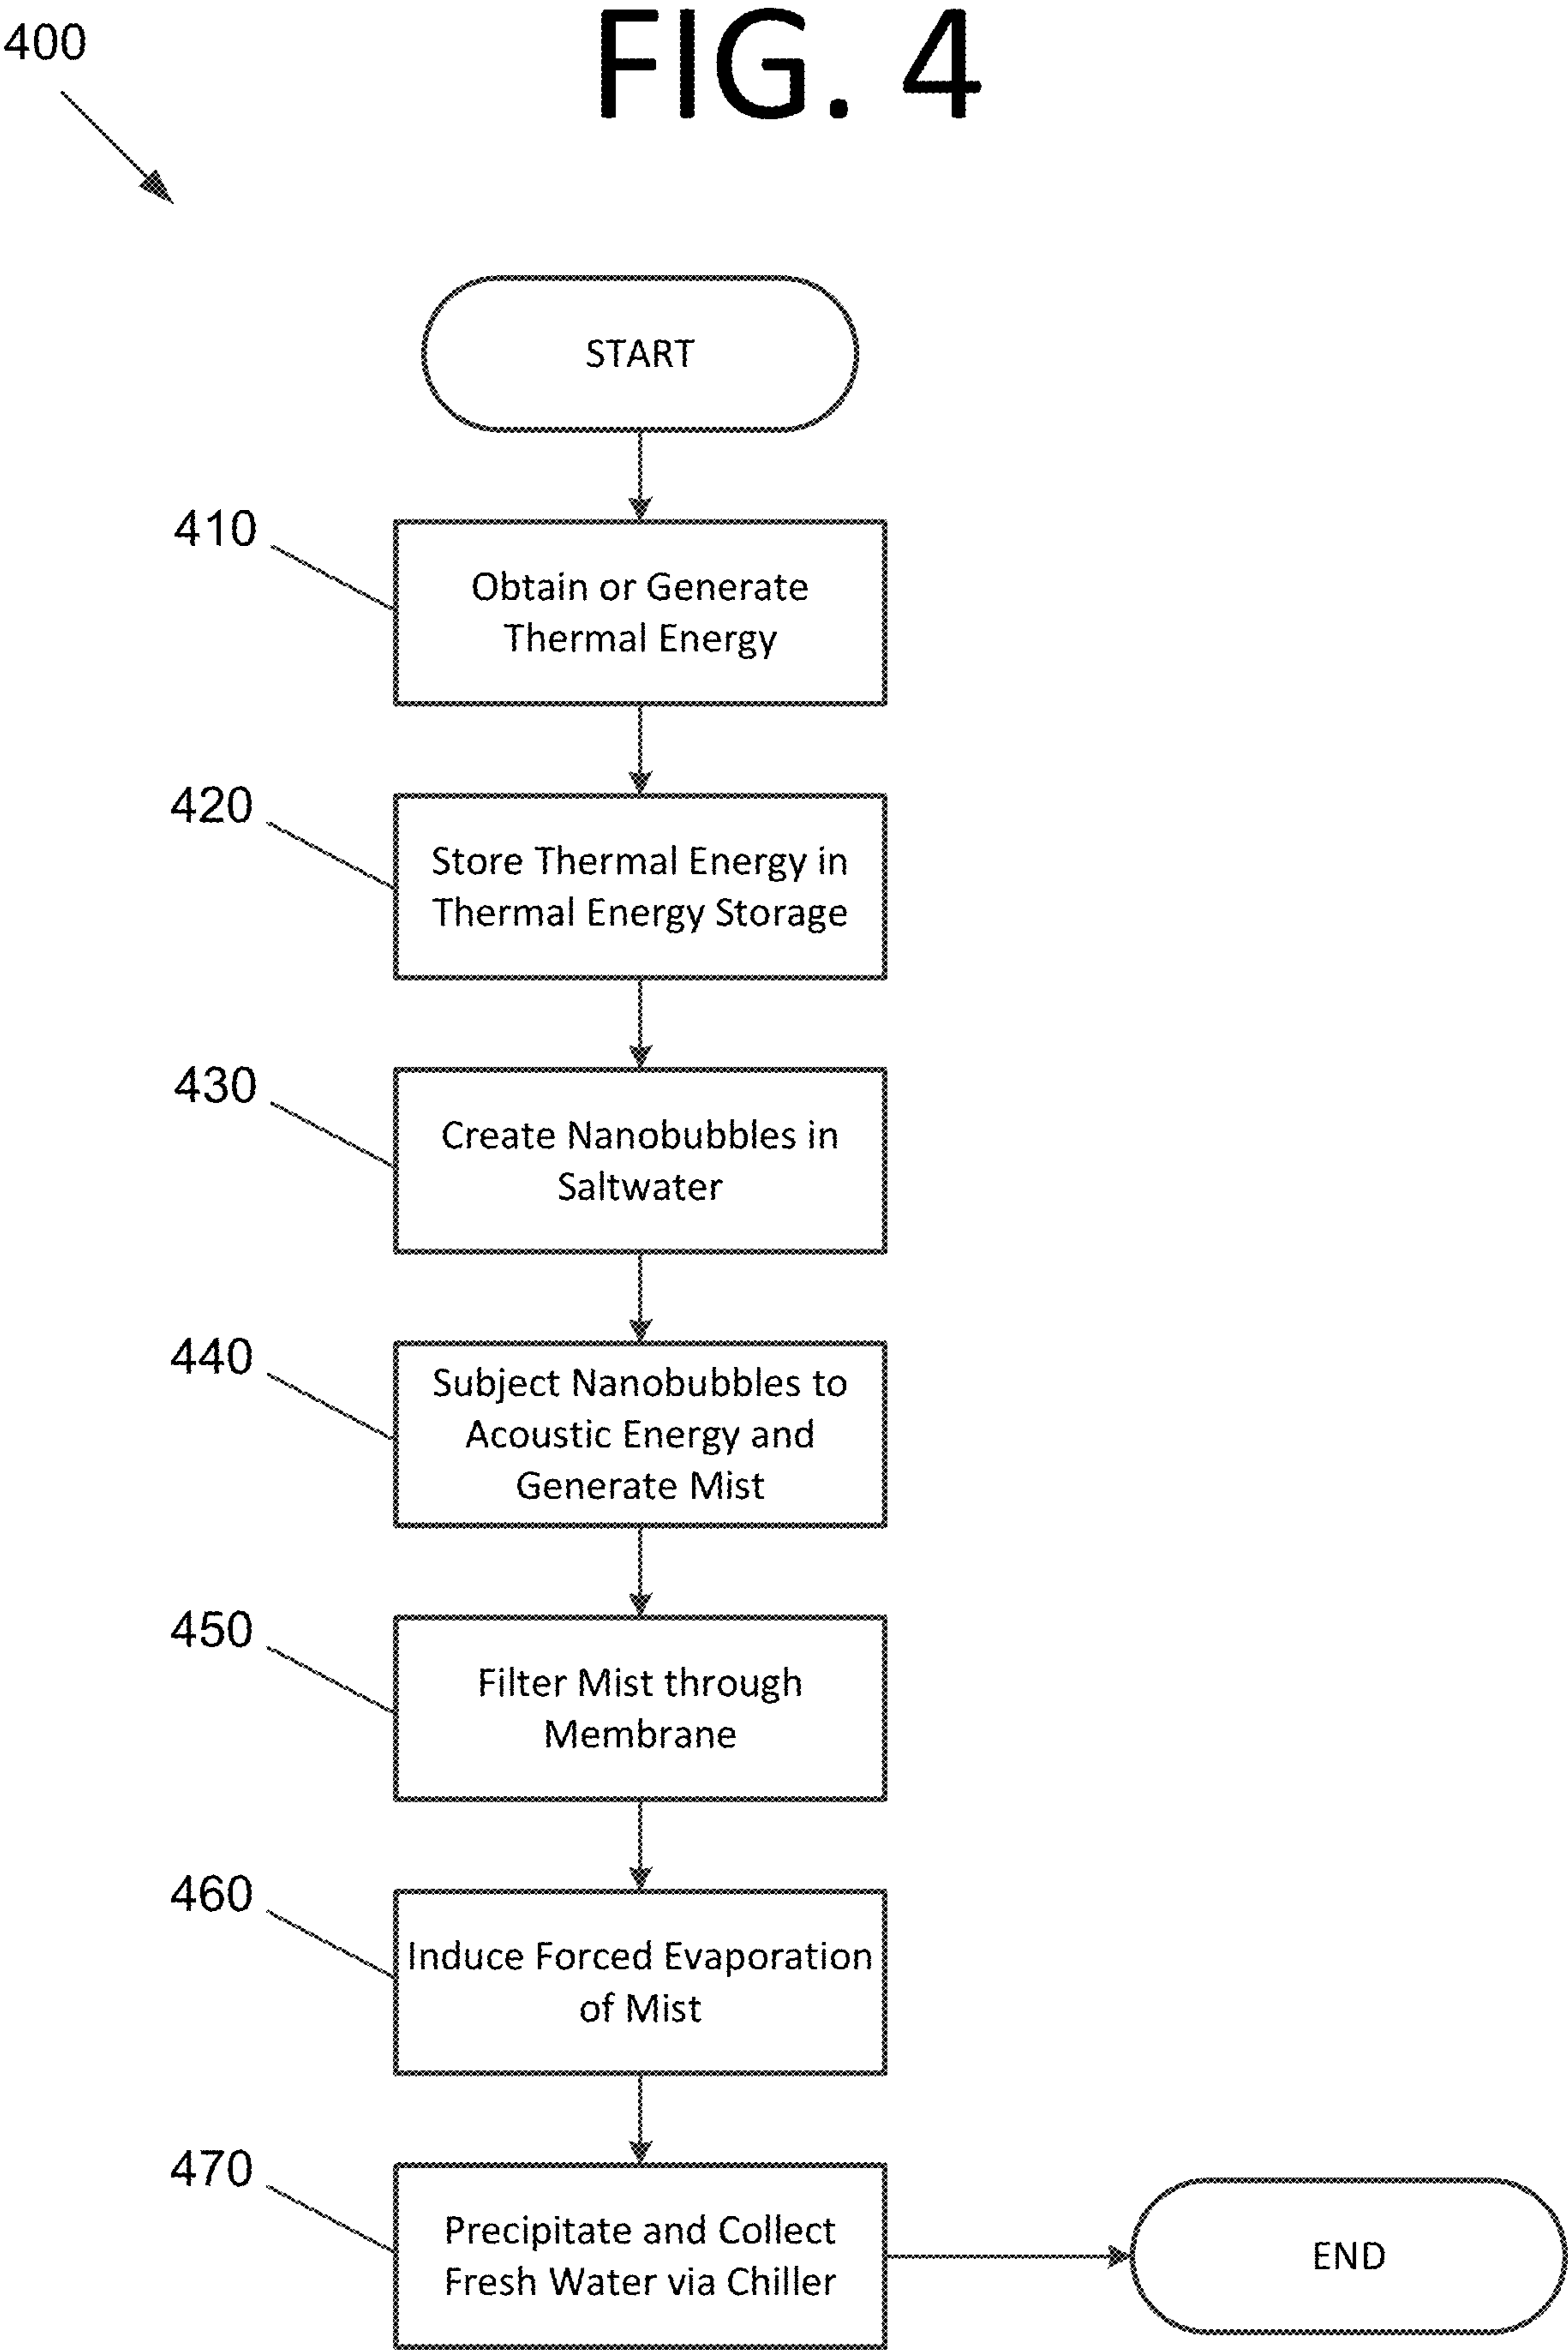 400
FIG. 4
START
410
Obtain or Generate
Thermal Energy
420
Store Thermal Energy in
Thermal Energy Storage
430
Create Nanobubbles in
Saltwater
440
Subject Nanobubbles to
Acoustic Energy and
Generate Mist
450
Filter Mist through
Membrane
460
Induce Forced Evaporation
of Mist
470
Precipitate and Collect
Fresh Water via Chiller
END